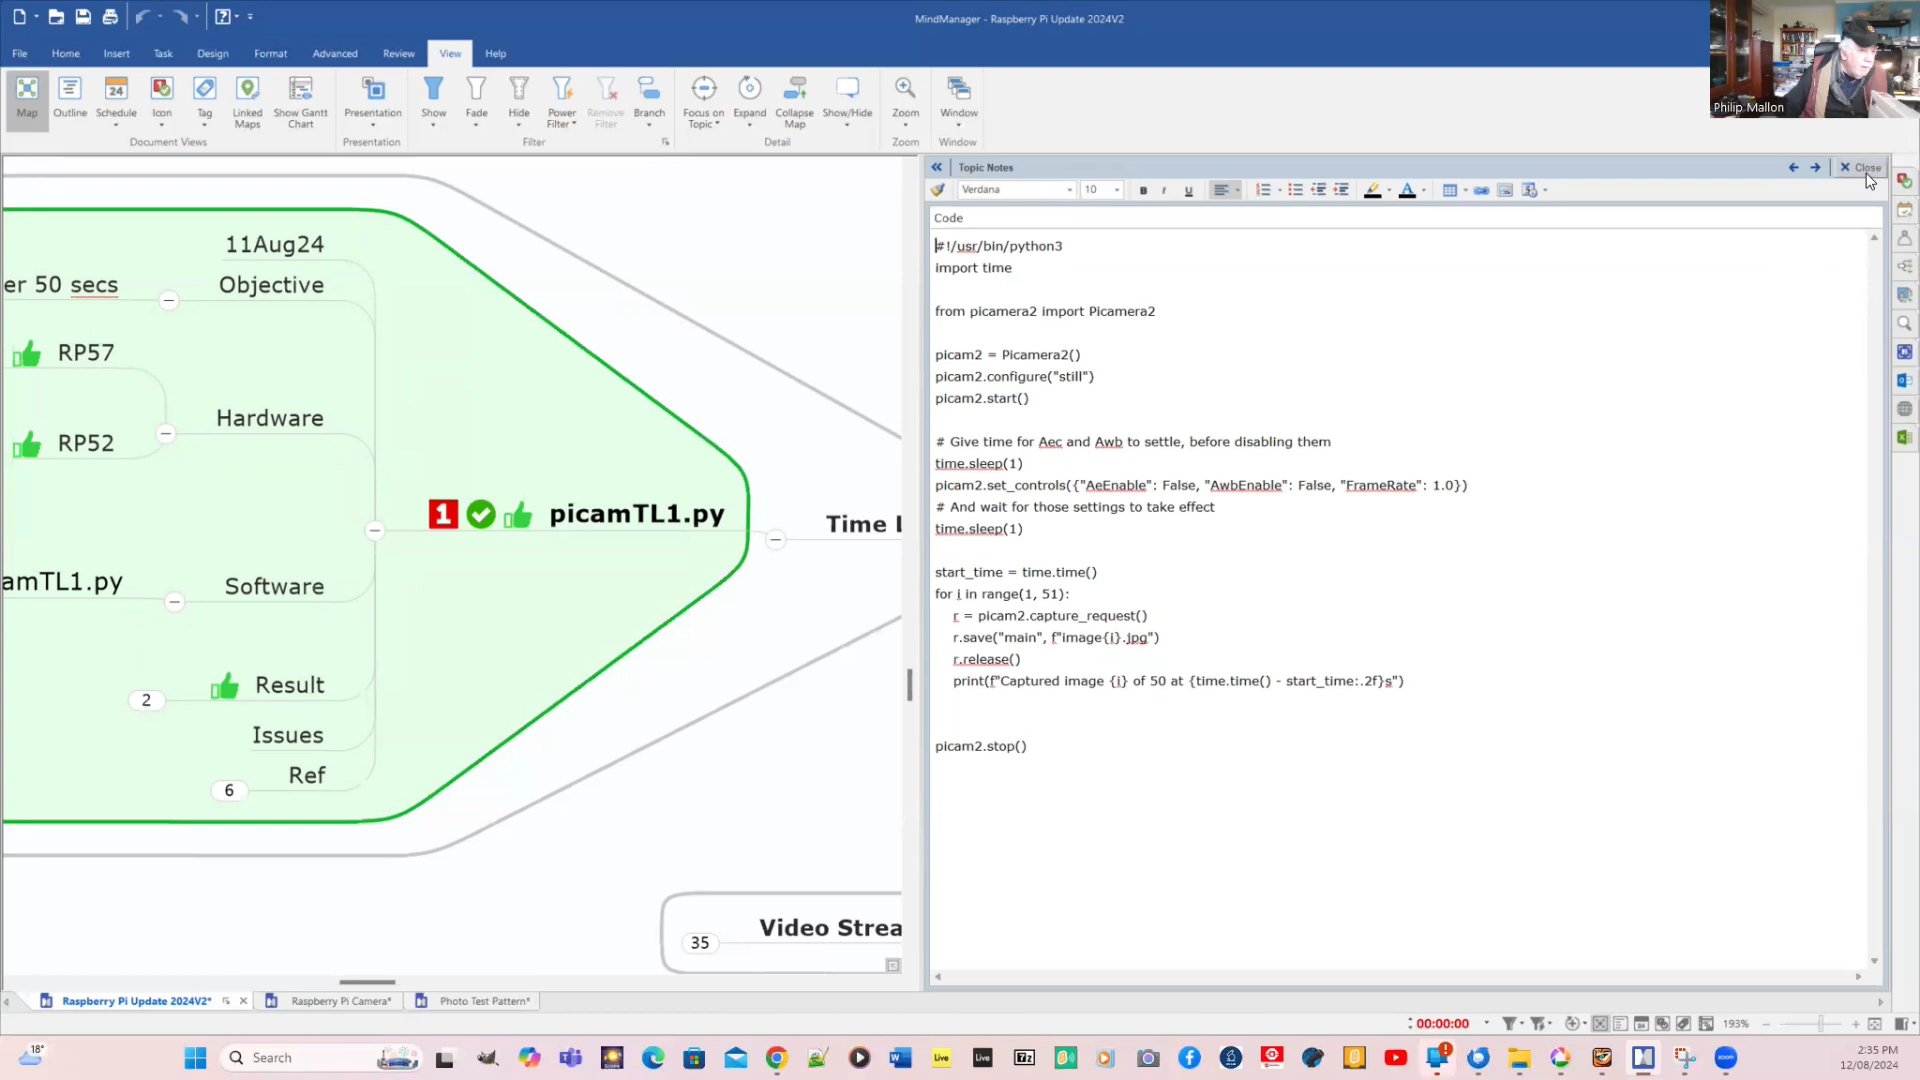 MindManager - Raspberry Pi Update 2024V2
File Home Insert Task Design Format Advanced Review View Help
Map Outline Schedule Icon Tag Linked Maps Show Gantt Chart Presentation Show Fade Hide Power Filter Remove Filter Branch Focus on Topic Expand Collapse Map Show/Hide Zoom Window
Document Views Presentation Filter Detail Zoom Window
Philip Mallon
11Aug24
er 50 secs
Objective
RP57
Hardware
RP52
1 picamTL1.py
Time L
amTL1.py
Software
Result
2
Issues
Ref
6
Video Strea
35
Topic Notes
Close
Verdana 10 B I U
Code
#!/usr/bin/python3
import time
from picamera2 import Picamera2
picam2 = Picamera2()
picam2.configure("still")
picam2.start()
# Give time for Aec and Awb to settle, before disabling them
time.sleep(1)
picam2.set_controls({"AeEnable": False, "AwbEnable": False, "FrameRate": 1.0})
# And wait for those settings to take effect
time.sleep(1)
start_time = time.time()
for i in range(1, 51):
r = picam2.capture_request()
r.save("main", f"image{i}.jpg")
r.release()
print(f"Captured image {i} of 50 at {time.time() - start_time:.2f}s")
picam2.stop()
Raspberry Pi Update 2024V2* Raspberry Pi Camera* Photo Test Pattern*
00:00:00
193%
18°
Search
2:35 PM
12/08/2024